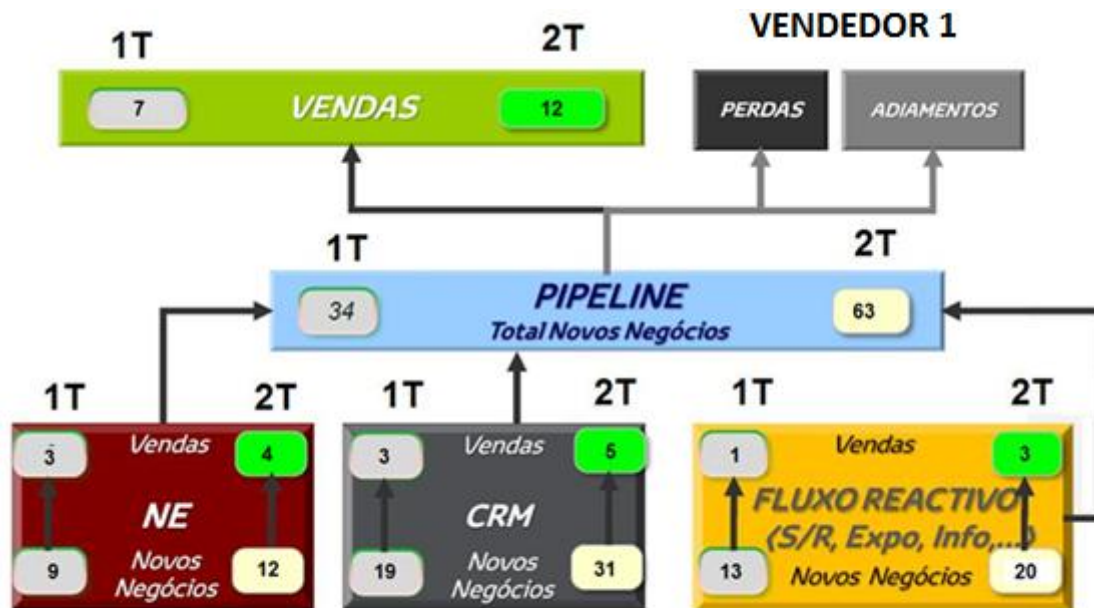 VENDEDOR 1
1T 2T
7 VENDAS 12
PERDAS ADIAMENTOS
1T 2T
34 PIPELINE 63
Total Novos Negócios
1T 2T 1T 2T 1T 2T
3 Vendas 4 3 Vendas 5 1 Vendas 3
NE CRM FLUXO REACTIVO
(S/R, Expo, Info,...)
9 Novos Negócios 12 19 Novos Negócios 31 13 Novos Negócios 20